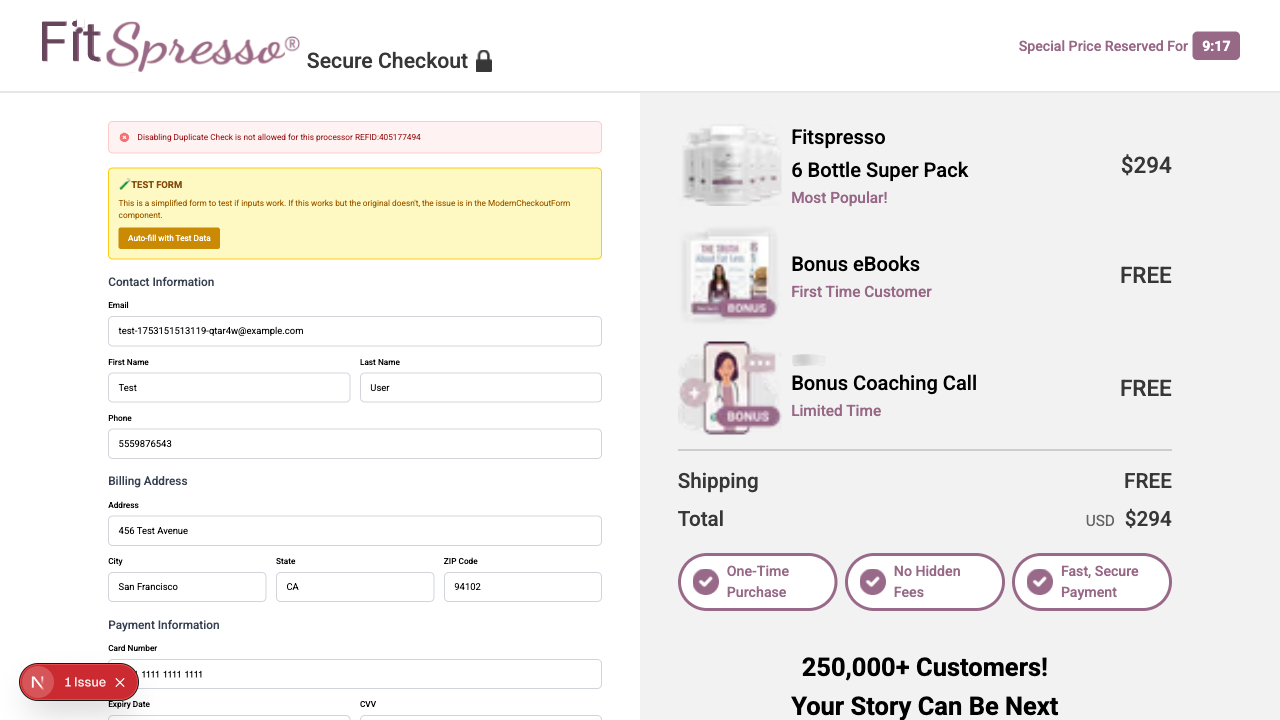 FitSpresso®
Secure Checkout
Special Price Reserved For 9:17
Disabling Duplicate Check is not allowed for this processor REFID:405177494
TEST FORM
This is a simplified form to test if inputs work. If this works but the original doesn't, the issue is in the ModernCheckoutForm
component.
Auto-fill with Test Data
Contact Information
Email
test-1753151513119-qtar4w@example.com
First Name
Last Name
Test
User
Phone
5559876543
Billing Address
Address
456 Test Avenue
City
State
ZIP Code
San Francisco
CA
94102
Payment Information
Card Number
1111 1111 1111
Expiry Date
CVV
N
1 Issue
Fitspresso
6 Bottle Super Pack
Most Popular!
$294
THE TRUTH
About Fat Loss
BONUS
Bonus eBooks
First Time Customer
FREE
BONUS
Bonus Coaching Call
Limited Time
FREE
Shipping
FREE
Total
USD $294
One-Time
Purchase
No Hidden
Fees
Fast, Secure
Payment
250,000+ Customers!
Your Story Can Be Next